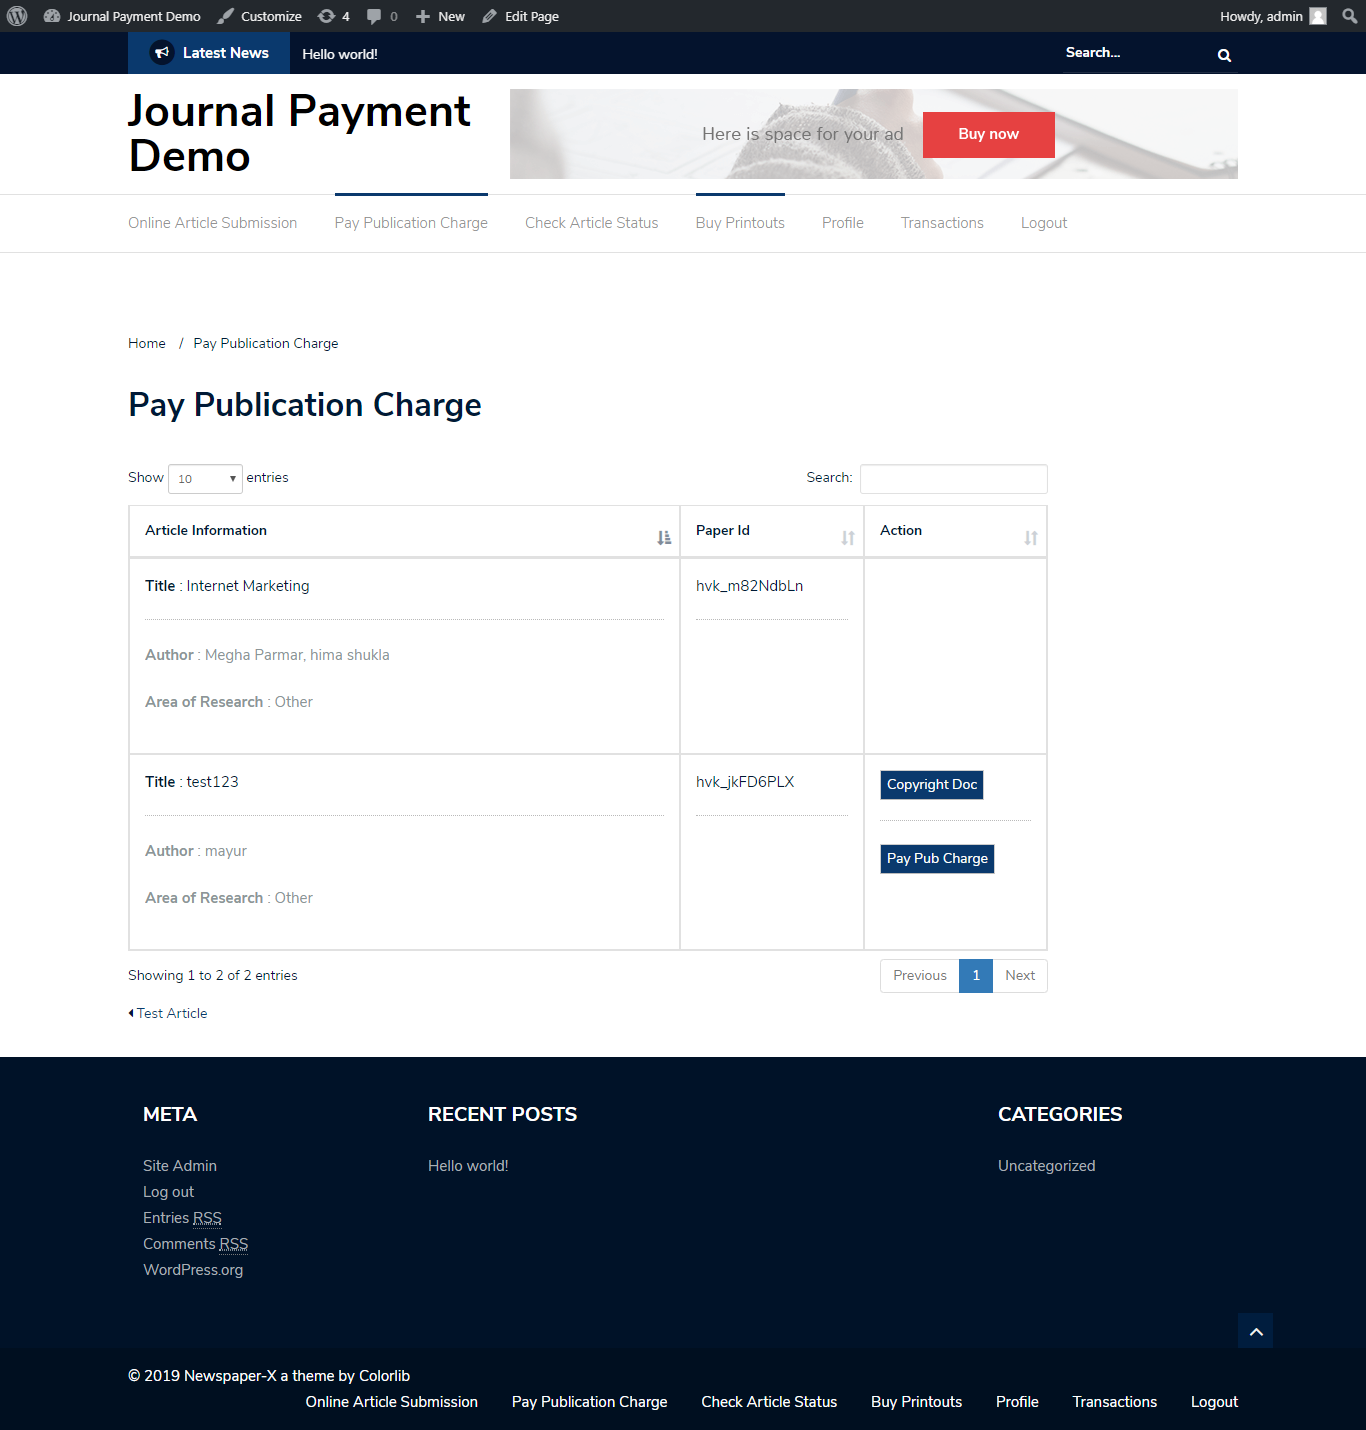 Journal Payment Demo Customize 4 0 New Edit Page Howdy, admin
Latest News Hello world! Search...
Journal Payment
Demo
Here is space for your ad Buy now
Online Article Submission Pay Publication Charge Check Article Status Buy Printouts Profile Transactions Logout
Home / Pay Publication Charge
Pay Publication Charge
Show 10 entries Search:
Article Information Paper Id Action
Title : Internet Marketing hvk_m82NdbLn
Author : Megha Parmar, hima shukla
Area of Research : Other
Title : test123 hvk_jkFD6PLX Copyright Doc
Author : mayur Pay Pub Charge
Area of Research : Other
Showing 1 to 2 of 2 entries Previous 1 Next
Test Article
META RECENT POSTS CATEGORIES
Site Admin Hello world! Uncategorized
Log out
Entries RSS
Comments RSS
WordPress.org
© 2019 Newspaper-X a theme by Colorlib
Online Article Submission Pay Publication Charge Check Article Status Buy Printouts Profile Transactions Logout